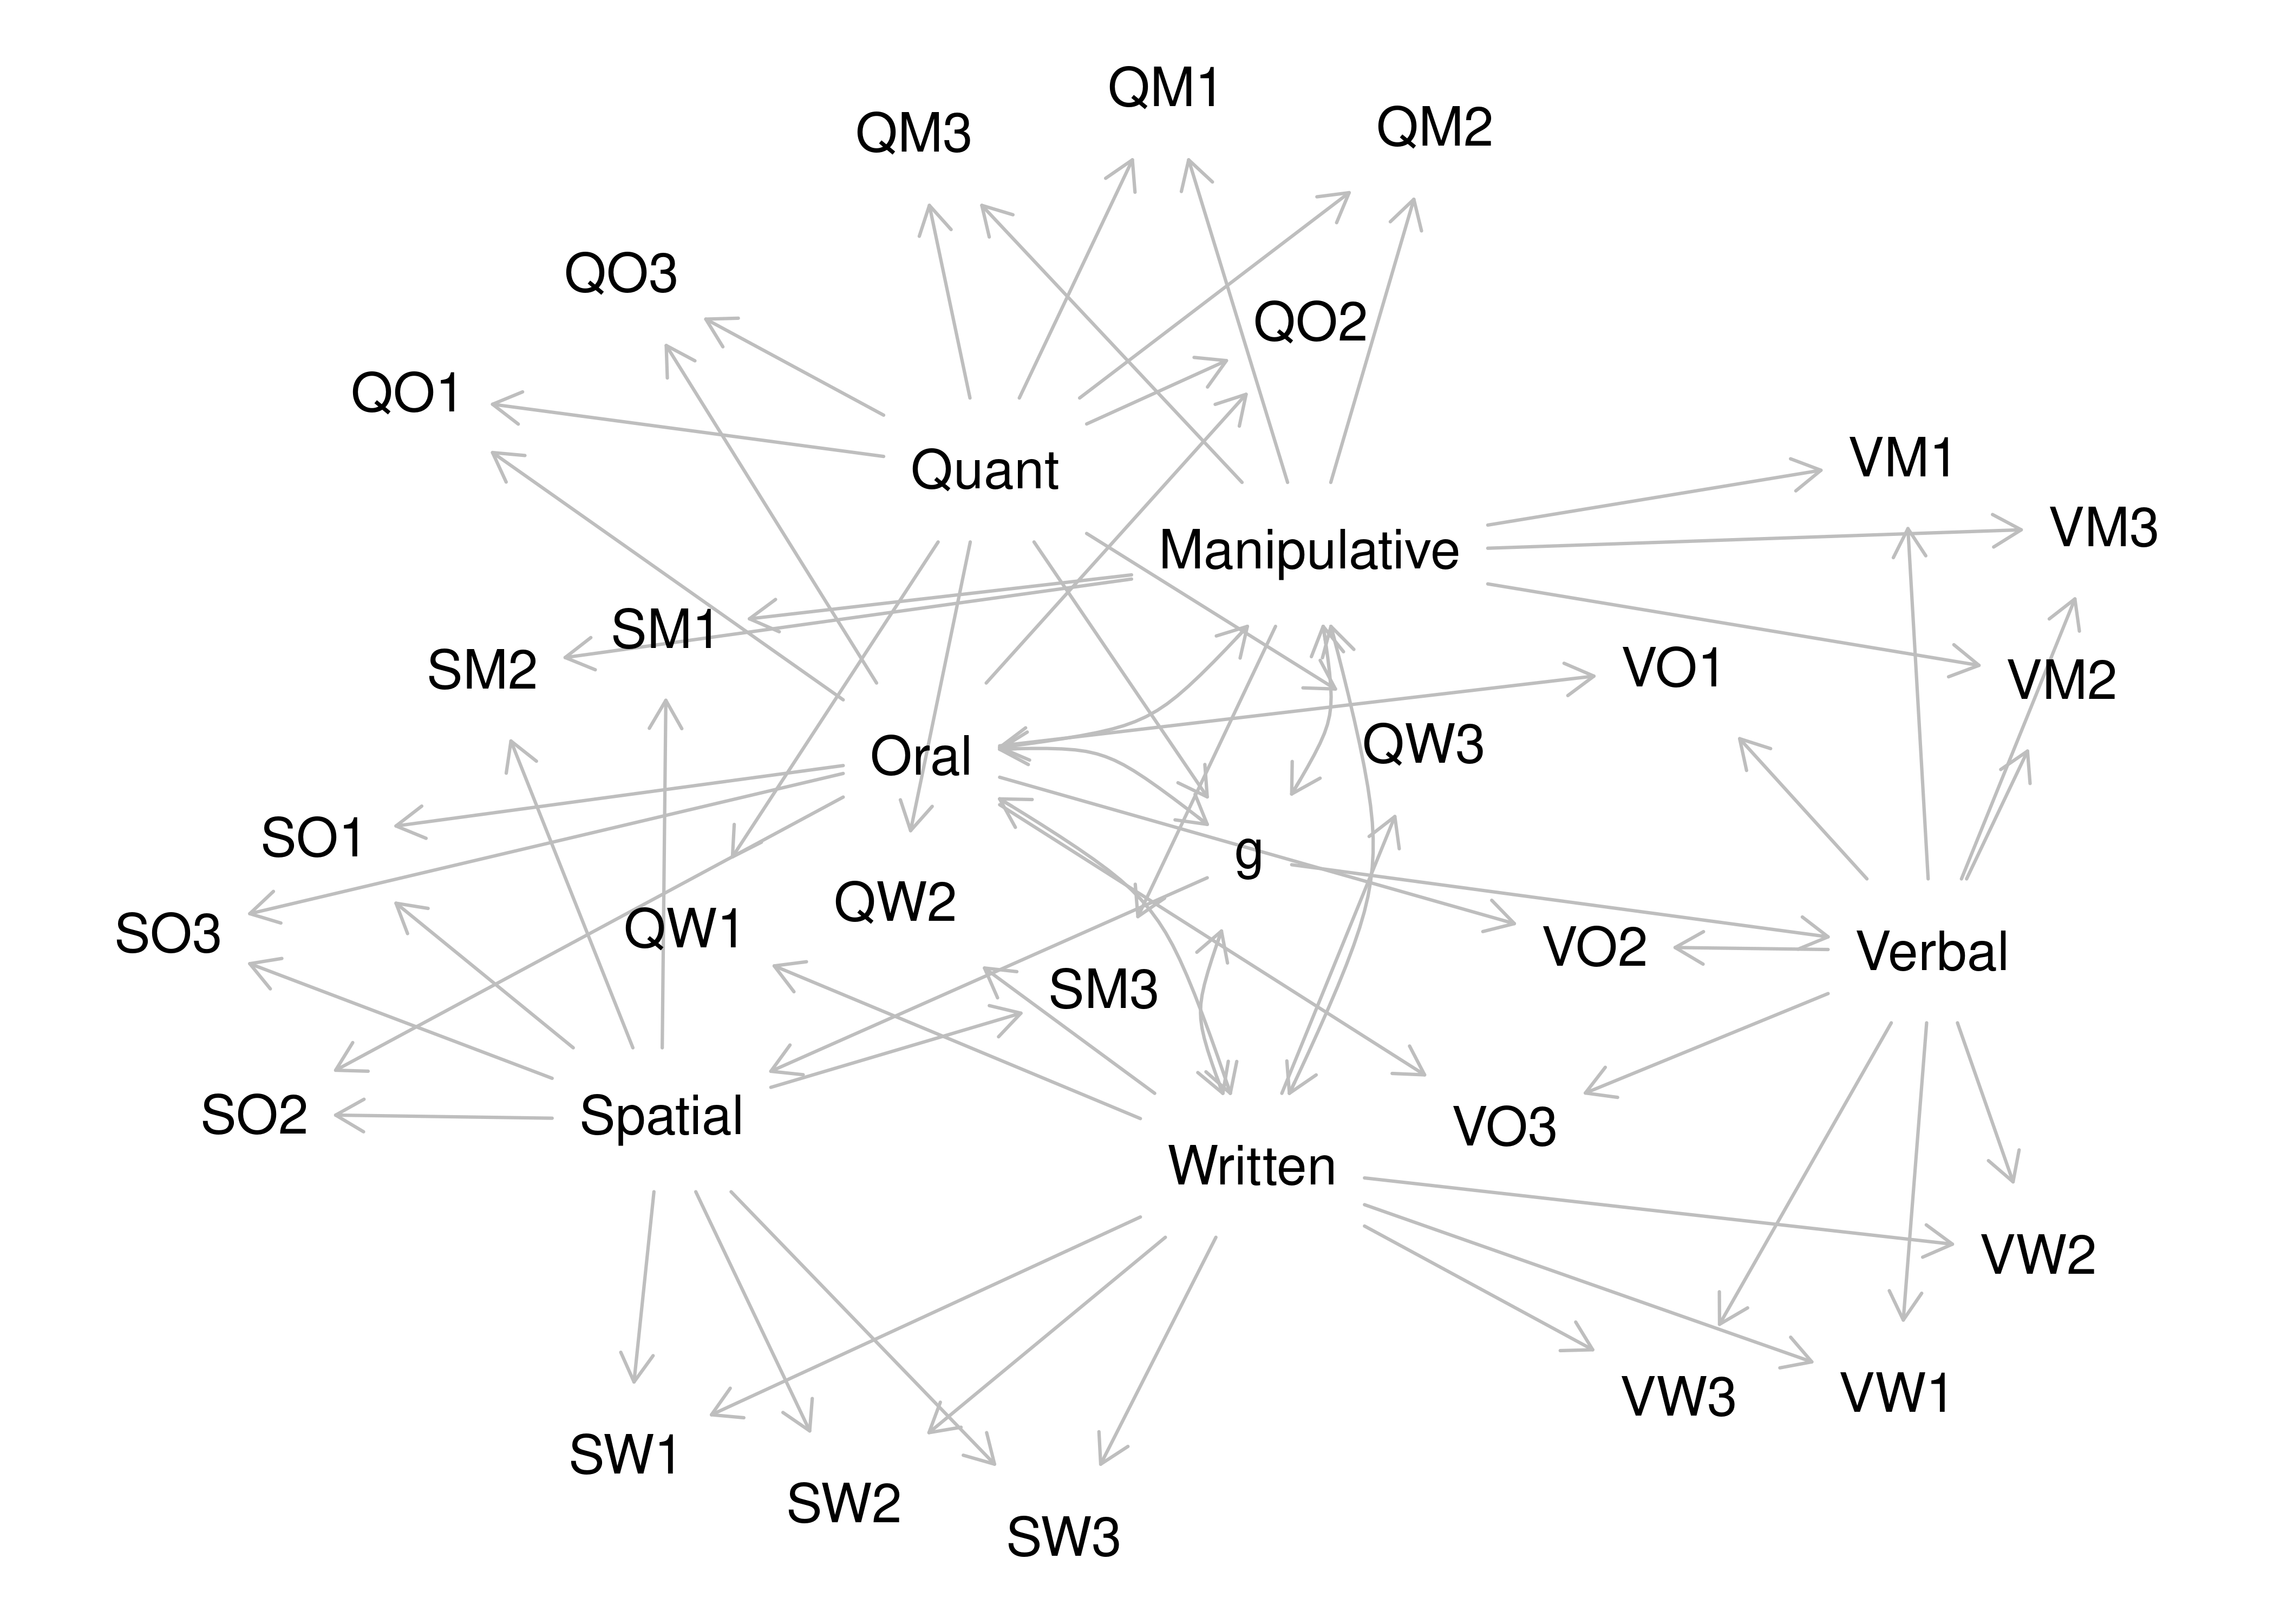 QM1
QM2
QM3
QO3
QO2
QO1
VM1
Quant
VM3
Manipulative
SM1
VO1
SM2
VM2
QW3
Oral
SO1
g
QW2
QW1
SO3
VO2
Verbal
SM3
SO2
Spatial
VO3
Written
VW2
VW1
VW3
SW1
SW2
SW3